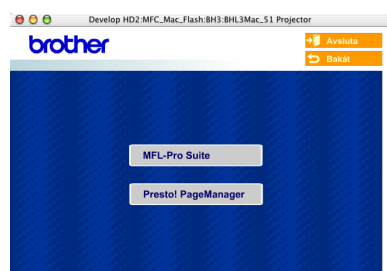 Develop HD2:MFC_Mac_Flash:BH3:BHL3Mac_S1 Projector
brother
Avsluta
Bakåt
MFL-Pro Suite
Presto! PageManager